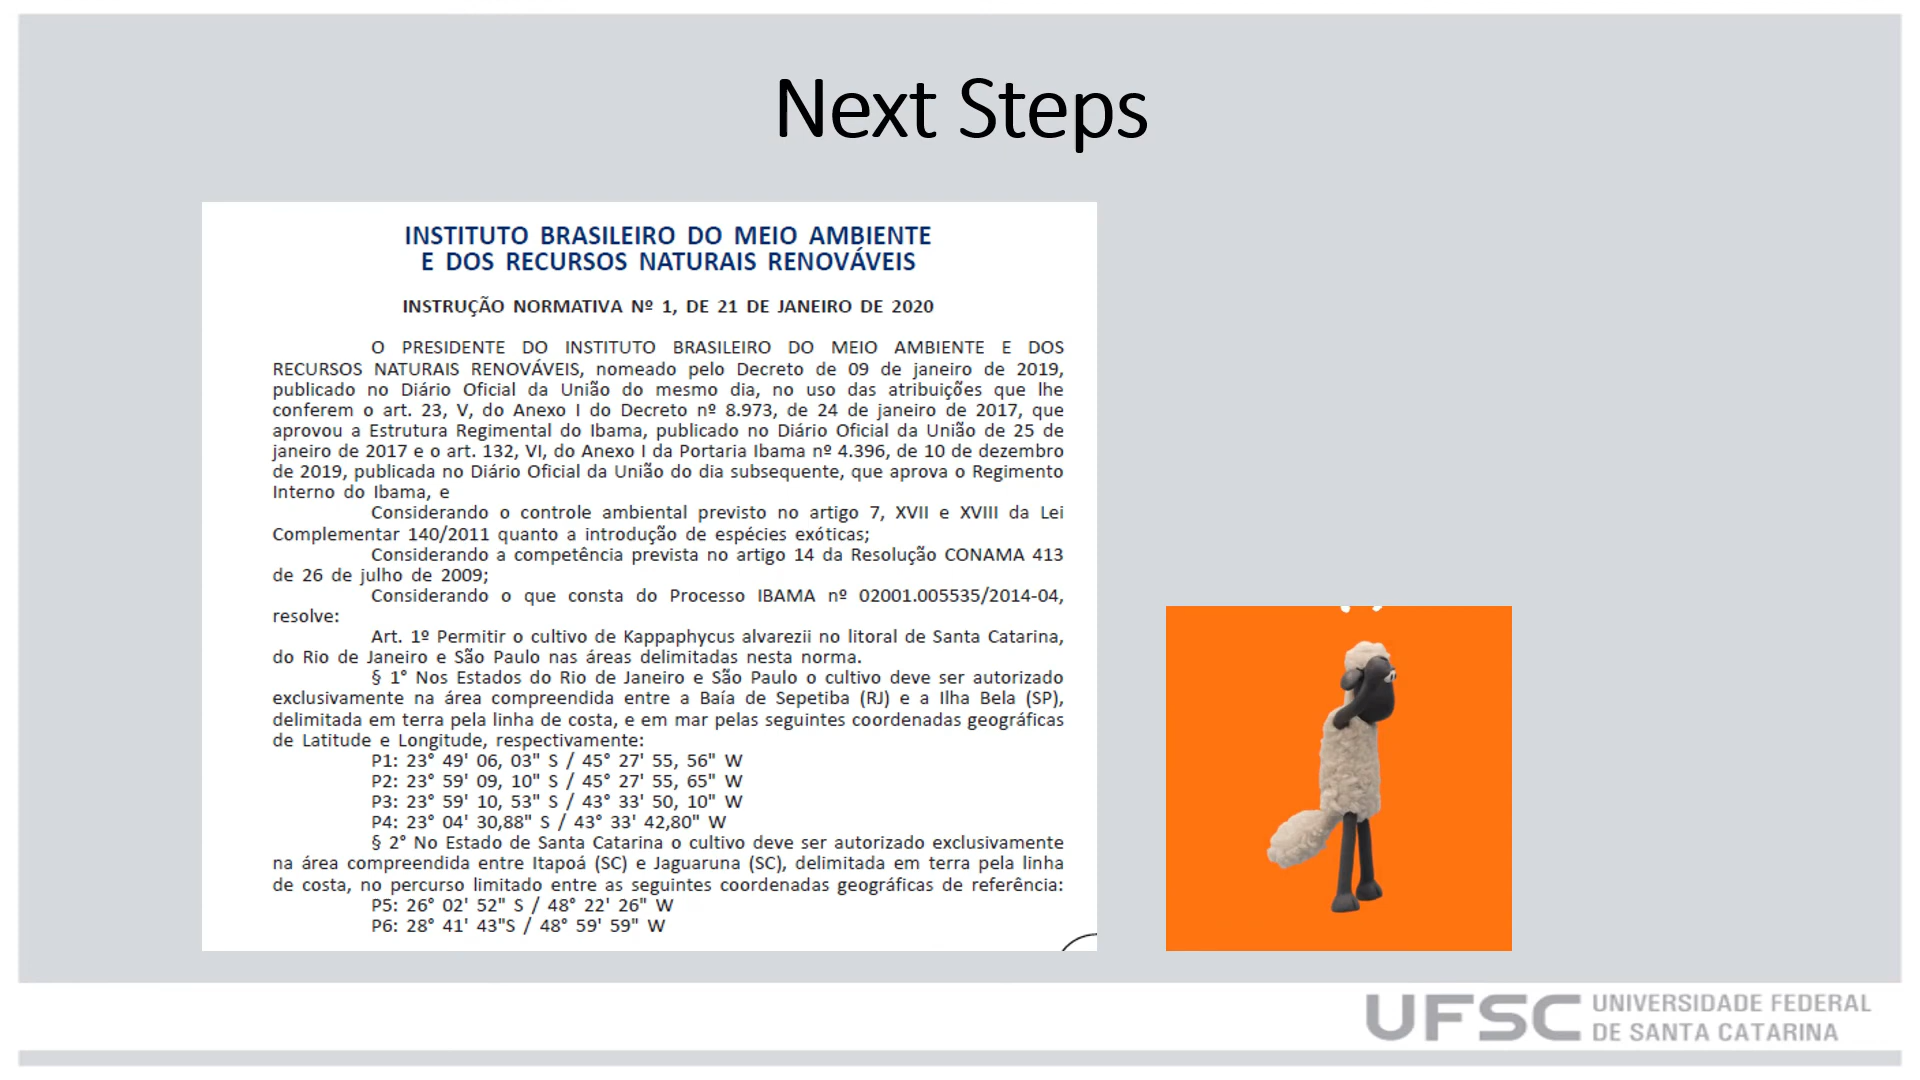 Next Steps
INSTITUTO BRASILEIRO DO MEIO AMBIENTE
E DOS RECURSOS NATURAIS RENOVÁVEIS
INSTRUÇÃO NORMATIVA Nº 1, DE 21 DE JANEIRO DE 2020
O PRESIDENTE DO INSTITUTO BRASILEIRO DO MEIO AMBIENTE E DOS
RECURSOS NATURAIS RENOVÁVEIS, nomeado pelo Decreto de 09 de janeiro de 2019,
publicado no Diário Oficial da União do mesmo dia, no uso das atribuições que lhe
conferem o art. 23, V, do Anexo I do Decreto nº 8.973, de 24 de janeiro de 2017, que
aprovou a Estrutura Regimental do Ibama, publicado no Diário Oficial da União de 25 de
janeiro de 2017 e o art. 132, VI, do Anexo I da Portaria Ibama nº 4.396, de 10 de dezembro
de 2019, publicada no Diário Oficial da União do dia subsequente, que aprova o Regimento
Interno do Ibama, e
Considerando o controle ambiental previsto no artigo 7, XVII e XVIII da Lei
Complementar 140/2011 quanto a introdução de espécies exóticas;
Considerando a competência prevista no artigo 14 da Resolução CONAMA 413
de 26 de julho de 2009;
Considerando o que consta do Processo IBAMA nº 02001.005535/2014-04,
resolve:
Art. 1º Permitir o cultivo de Kappaphycus alvarezii no litoral de Santa Catarina,
do Rio de Janeiro e São Paulo nas áreas delimitadas nesta norma.
§ 1° Nos Estados do Rio de Janeiro e São Paulo o cultivo deve ser autorizado
exclusivamente na área compreendida entre a Baía de Sepetiba (RJ) e a Ilha Bela (SP),
delimitada em terra pela linha de costa, e em mar pelas seguintes coordenadas geográficas
de Latitude e Longitude, respectivamente:
P1: 23° 49' 06, 03" S / 45° 27' 55, 56" W
P2: 23° 59' 09, 10" S / 45° 27' 55, 65" W
P3: 23° 59' 10, 53" S / 43° 33' 50, 10" W
P4: 23° 04' 30,88" S / 43° 33' 42,80" W
§ 2° No Estado de Santa Catarina o cultivo deve ser autorizado exclusivamente
na área compreendida entre Itapoá (SC) e Jaguaruna (SC), delimitada em terra pela linha
de costa, no percurso limitado entre as seguintes coordenadas geográficas de referência:
P5: 26° 02' 52" S / 48° 22' 26" W
P6: 28° 41' 43"S / 48° 59' 59" W
UFSC UNIVERSIDADE FEDERAL
DE SANTA CATARINA